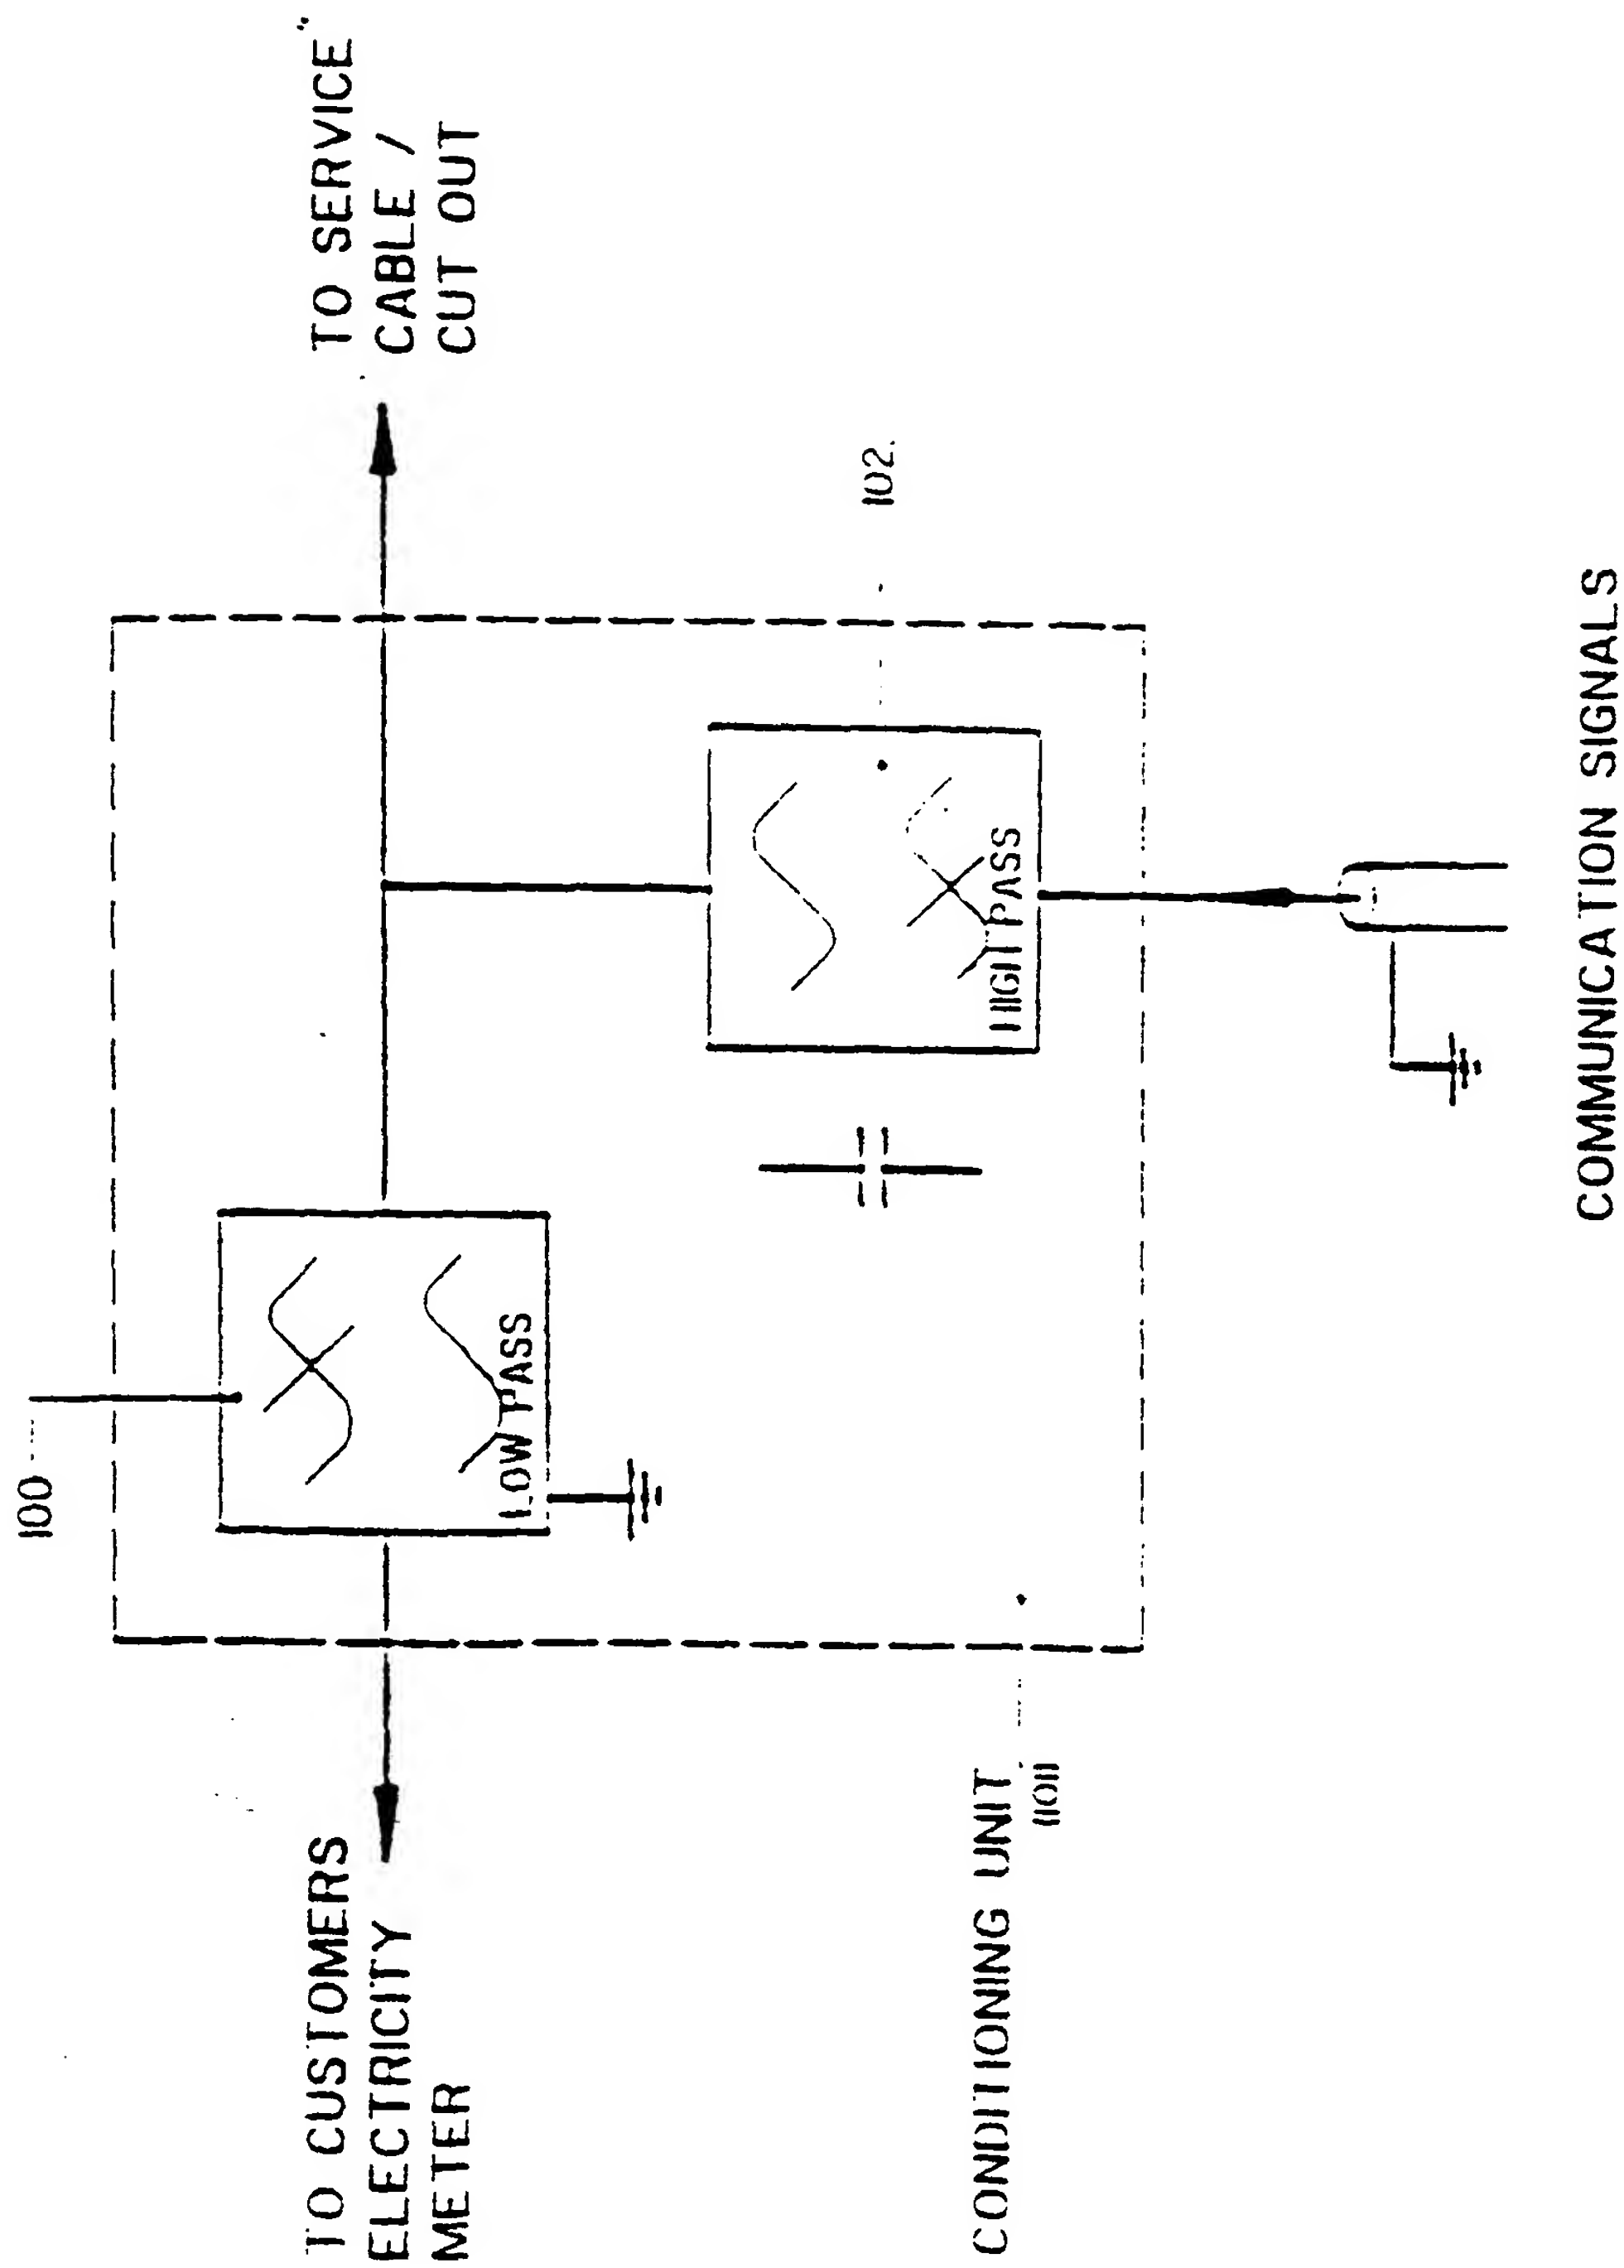 TO SERVICE
CABLE /
CUT OUT
102.
100
LOW PASS
HIGH PASS
TO CUSTOMERS
ELECTRICITY
METER
CONDITIONING UNIT
COMMUNICATION SIGNALS